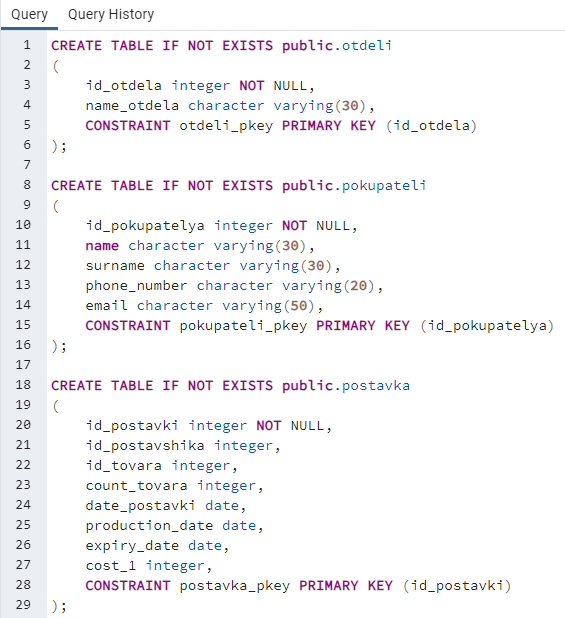 Query Query History
1 CREATE TABLE IF NOT EXISTS public.otdeli
2 (
3 id_otdela integer NOT NULL,
4 name_otdela character varying(30),
5 CONSTRAINT otdeli_pkey PRIMARY KEY (id_otdela)
6 );
7
8 CREATE TABLE IF NOT EXISTS public.pokupateli
9 (
10 id_pokupatelya integer NOT NULL,
11 name character varying(30),
12 surname character varying(30),
13 phone_number character varying(20),
14 email character varying(50),
15 CONSTRAINT pokupateli_pkey PRIMARY KEY (id_pokupatelya)
16 );
17
18 CREATE TABLE IF NOT EXISTS public.postavka
19 (
20 id_postavki integer NOT NULL,
21 id_postavshika integer,
22 id_tovara integer,
23 count_tovara integer,
24 date_postavki date,
25 production_date date,
26 expiry_date date,
27 cost_1 integer,
28 CONSTRAINT postavka_pkey PRIMARY KEY (id_postavki)
29 );